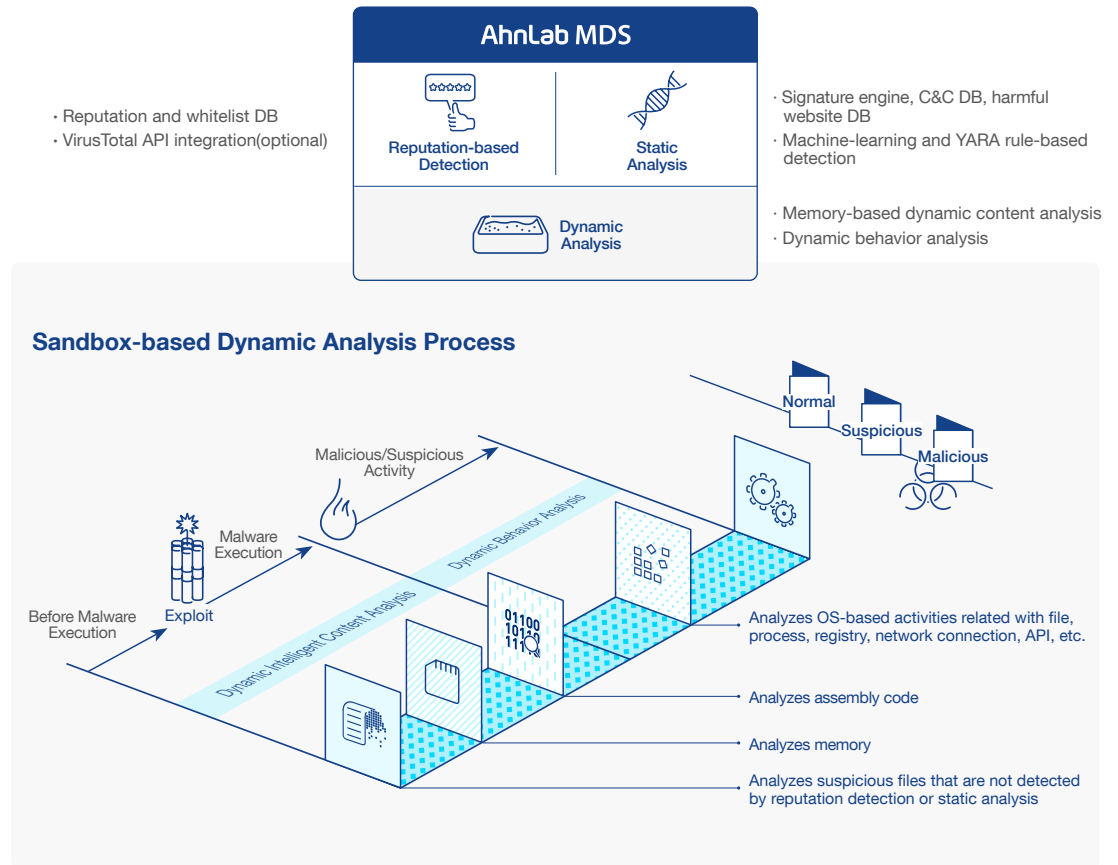 AhnLab MDS
· Reputation and whitelist DB
· VirusTotal API integration(optional)
Reputation-based
Detection
Static
Analysis
· Signature engine, C&C DB, harmful
website DB
· Machine-learning and YARA rule-based
detection
Dynamic
Analysis
· Memory-based dynamic content analysis
· Dynamic behavior analysis
Sandbox-based Dynamic Analysis Process
Normal
Suspicious
Malicious
Malicious/Suspicious
Activity
Malware
Execution
Before Malware
Execution
Exploit
Dynamic Intelligent Content Analysis
Dynamic Behavior Analysis
01100
10110
111
Analyzes OS-based activities related with file,
process, registry, network connection, API, etc.
Analyzes assembly code
Analyzes memory
Analyzes suspicious files that are not detected
by reputation detection or static analysis